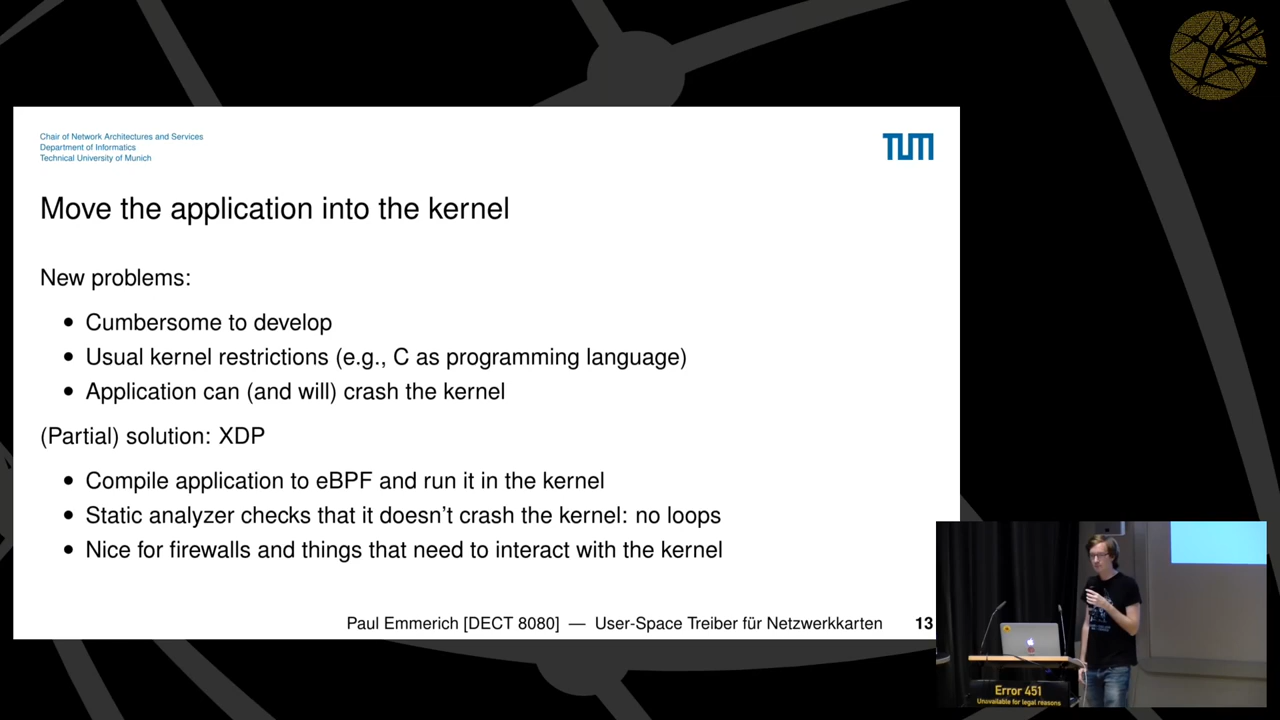 Chair of Network Architectures and Services
Department of Informatics
Technical University of Munich
TUM
Move the application into the kernel
New problems:
• Cumbersome to develop
• Usual kernel restrictions (e.g., C as programming language)
• Application can (and will) crash the kernel
(Partial) solution: XDP
• Compile application to eBPF and run it in the kernel
• Static analyzer checks that it doesn't crash the kernel: no loops
• Nice for firewalls and things that need to interact with the kernel
Paul Emmerich [DECT 8080] — User-Space Treiber für Netzwerkkarten 13
Error 451
Unavailable for legal reasons